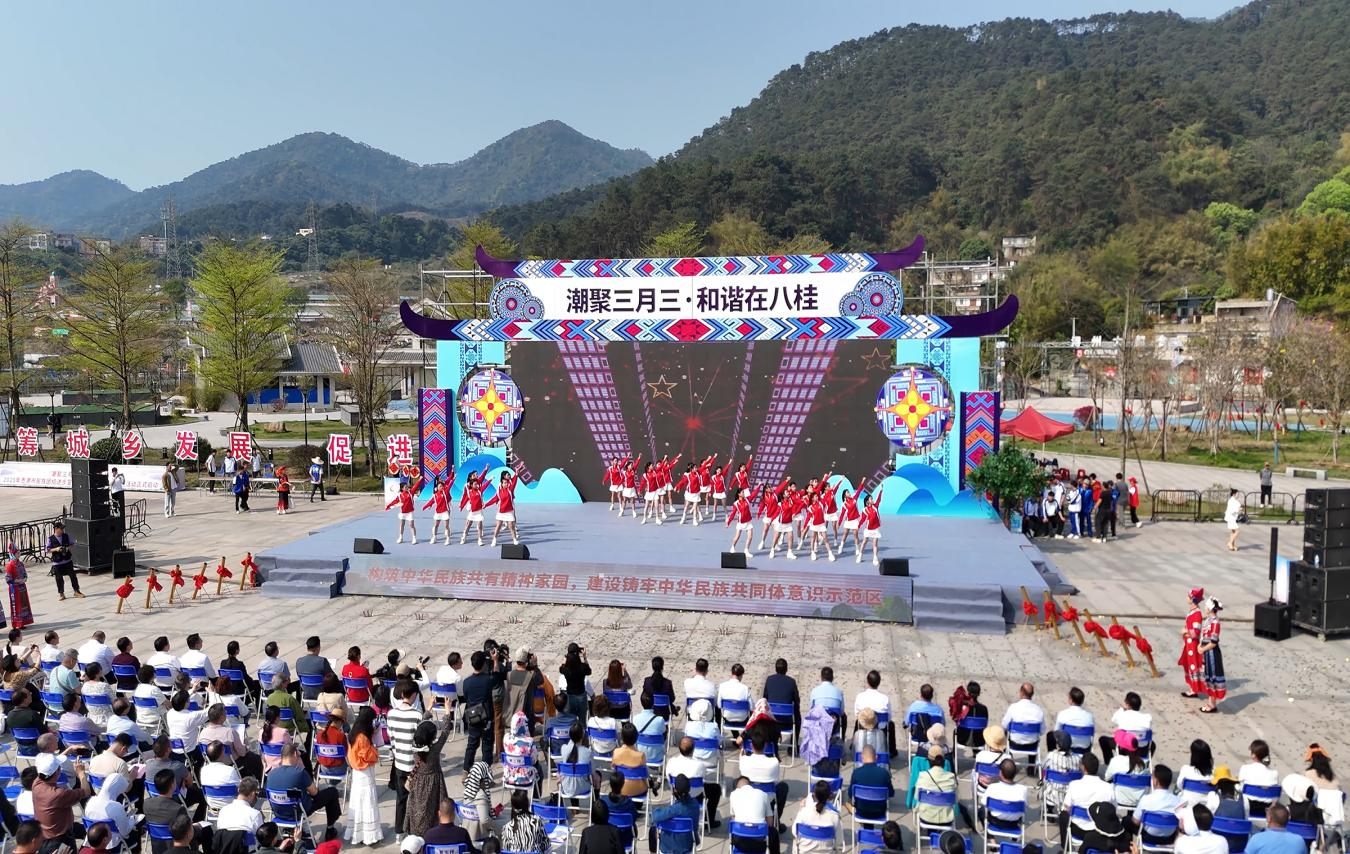 潮聚三月三·和谐在八桂
筹城乡发展 促进
构筑中华民族共有精神家园，建设铸牢中华民族共同体意识示范区